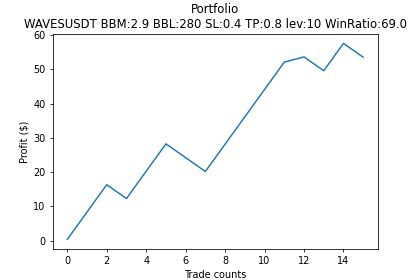 Portfolio
WAVESUSDT BBM:2.9 BBL:280 SL:0.4 TP:0.8 lev:10 WinRatio:69.0
60
50
40
30
20
10
0
Profit ($)
0 2 4 6 8 10 12 14
Trade counts